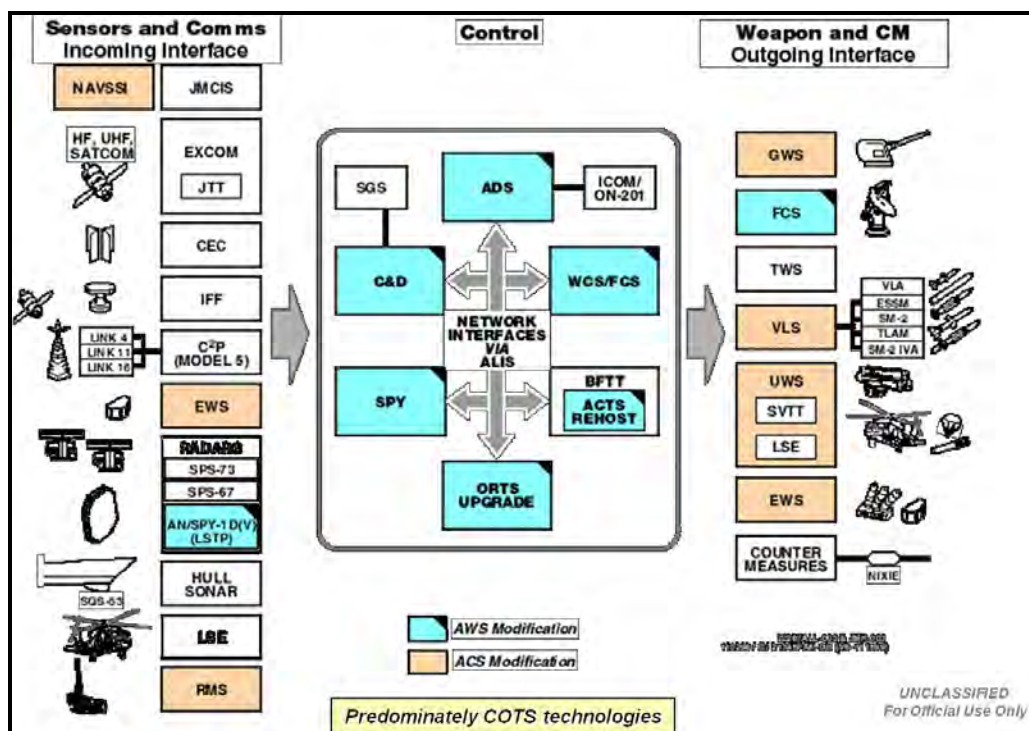 Sensors and Comms
Incoming Interface
Control
Weapon and CM
Outgoing Interface
NAVSSI
JMCIS
HF, UHF,
SATCOM
EXCOM
JTT
CEC
IFF
LINK 4
LINK 11
LINK 16
C²P
(MODEL 5)
EWS
RADARS
SPS-73
SPS-67
AN/SPY-1D(V)
(LSTP)
HULL
SONAR
SQS-53
LSE
RMS
SGS
ADS
ICOM/
ON-201
C&D
WCS/FCS
NETWORK
INTERFACES
VIA
ALIS
SPY
BFTT
ACTS
REHOST
ORTS
UPGRADE
AWS Modification
ACS Modification
Predominately COTS technologies
GWS
FCS
TWS
VLS
VLA
ESSM
SM-2
TLAM
SM-2 IVA
UWS
SVTT
LSE
EWS
COUNTER
MEASURES
NIXIE
UNCLASSIFIED
For Official Use Only